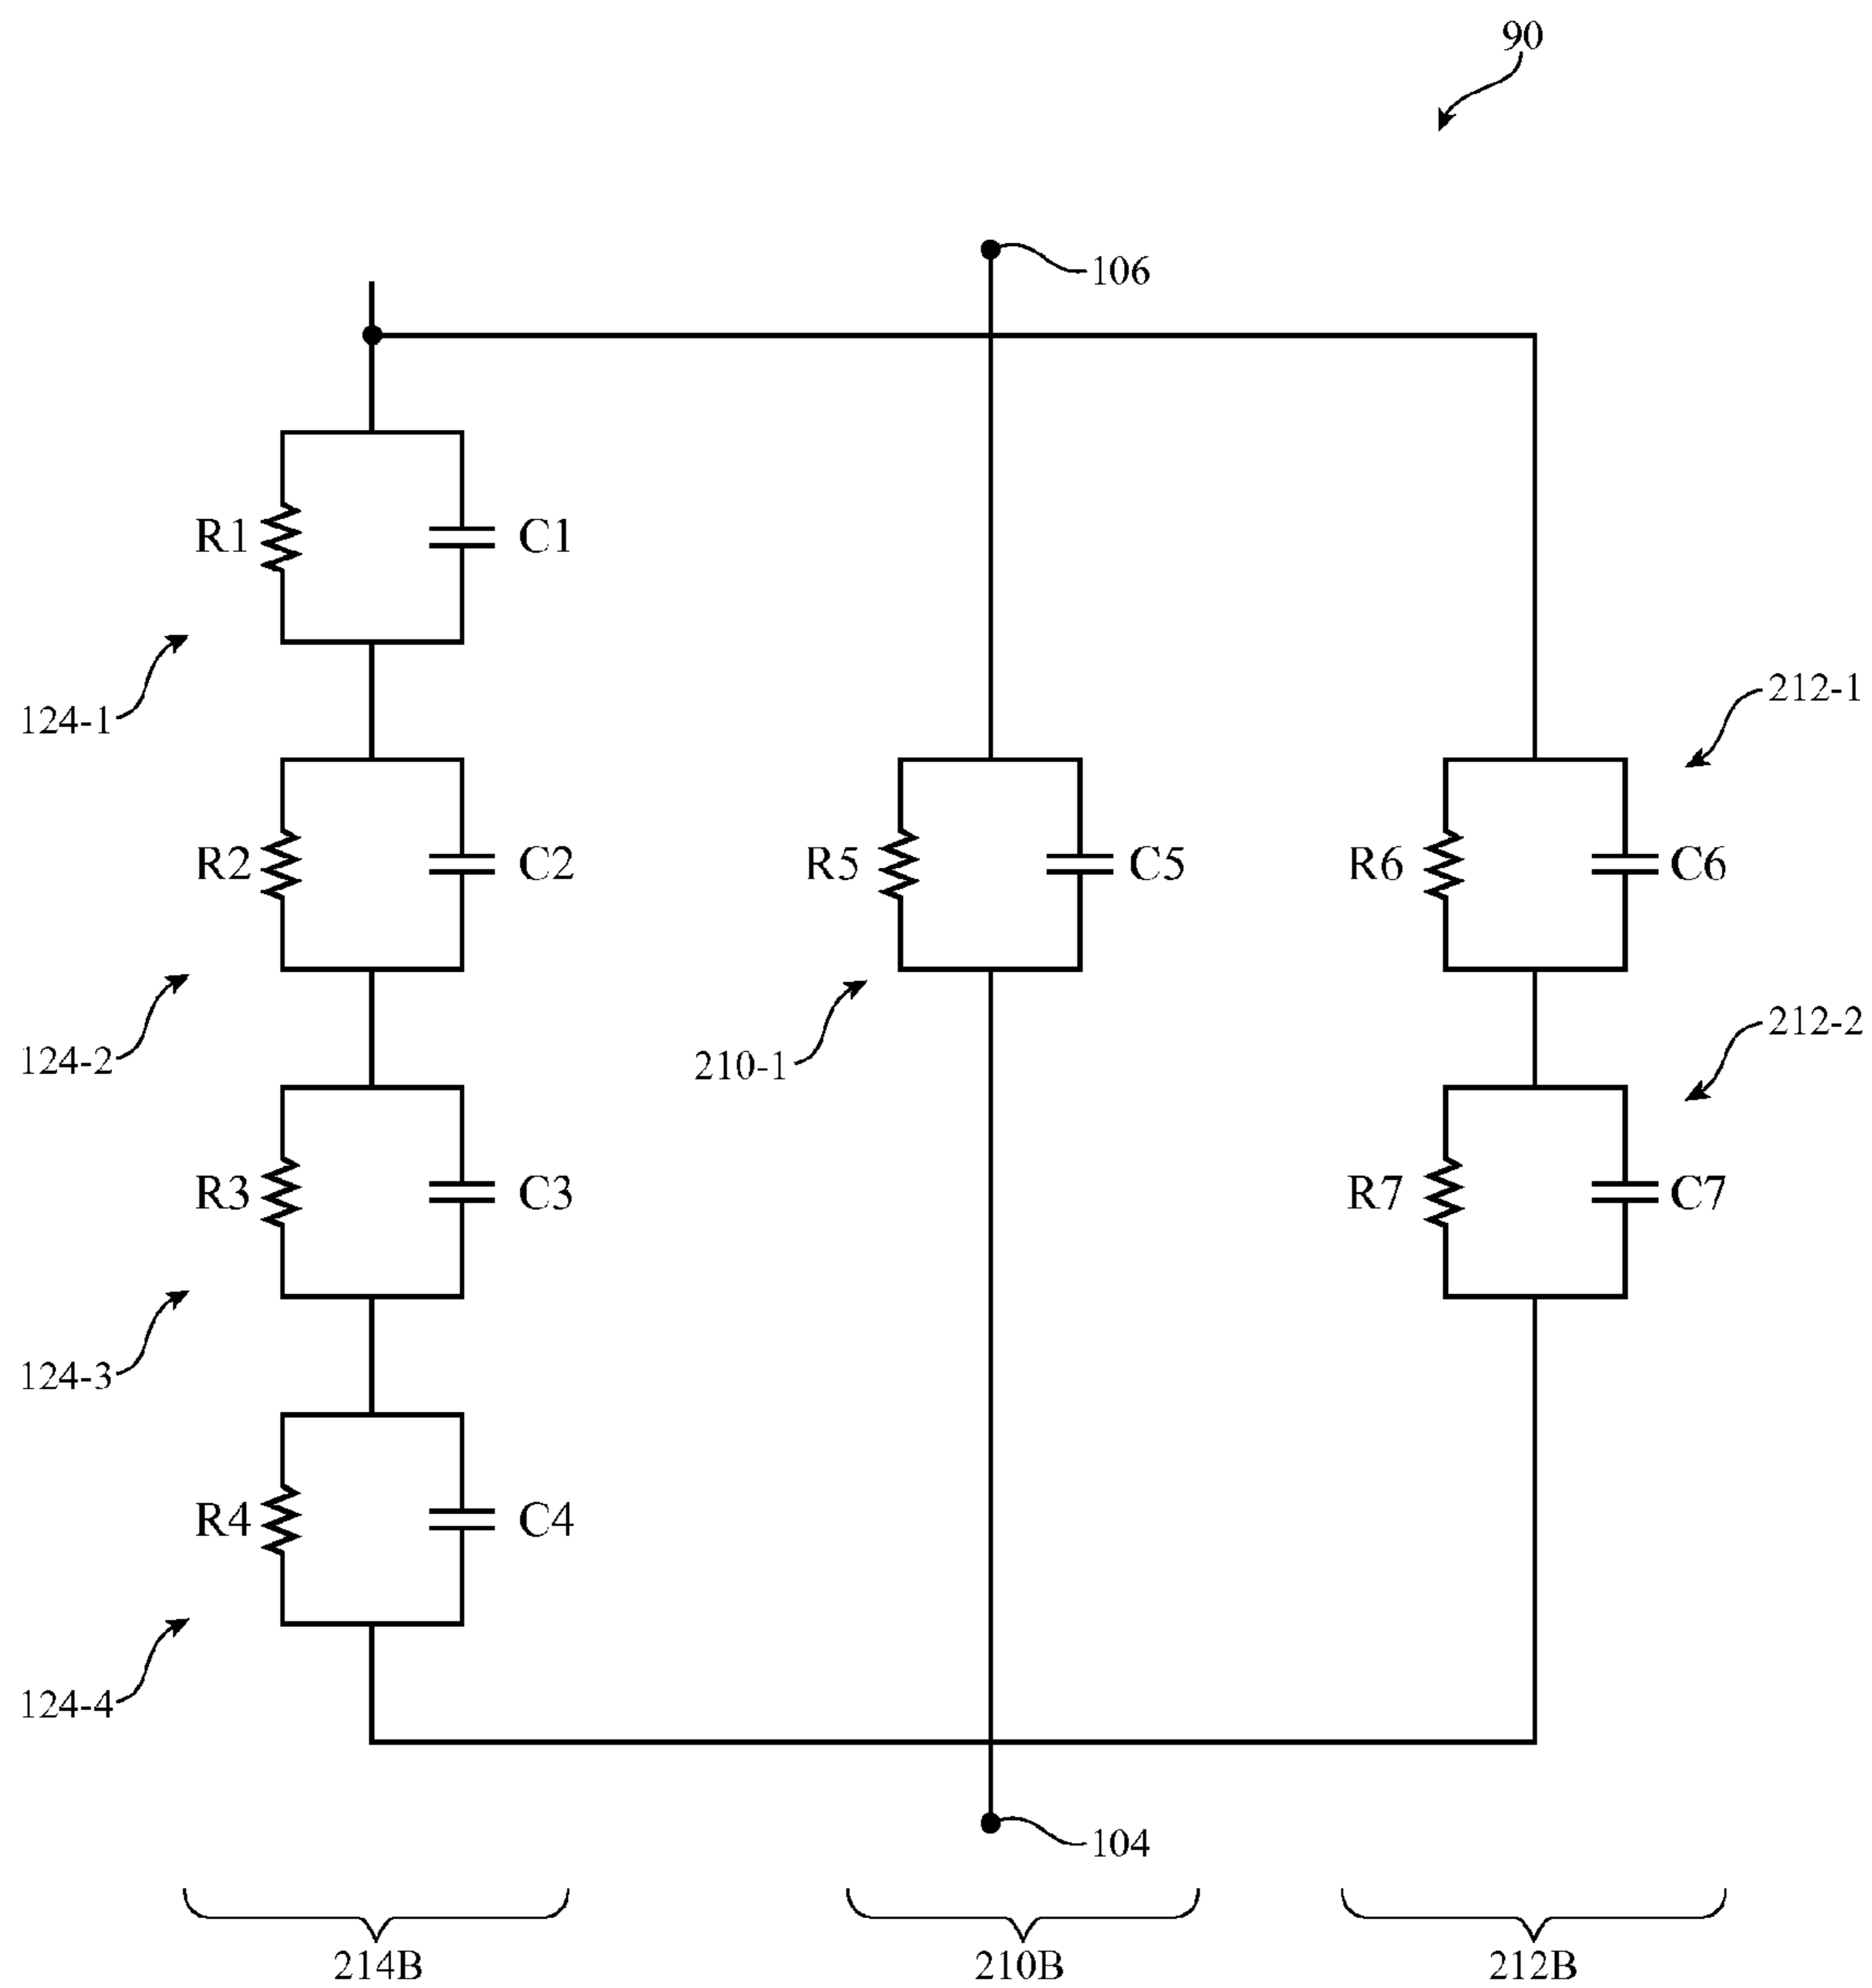 90
106
R1 C1
124-1
212-1
R2 C2
R5 C5
R6 C6
124-2
210-1
212-2
R3 C3
R7 C7
124-3
R4 C4
124-4
104
214B
210B
212B